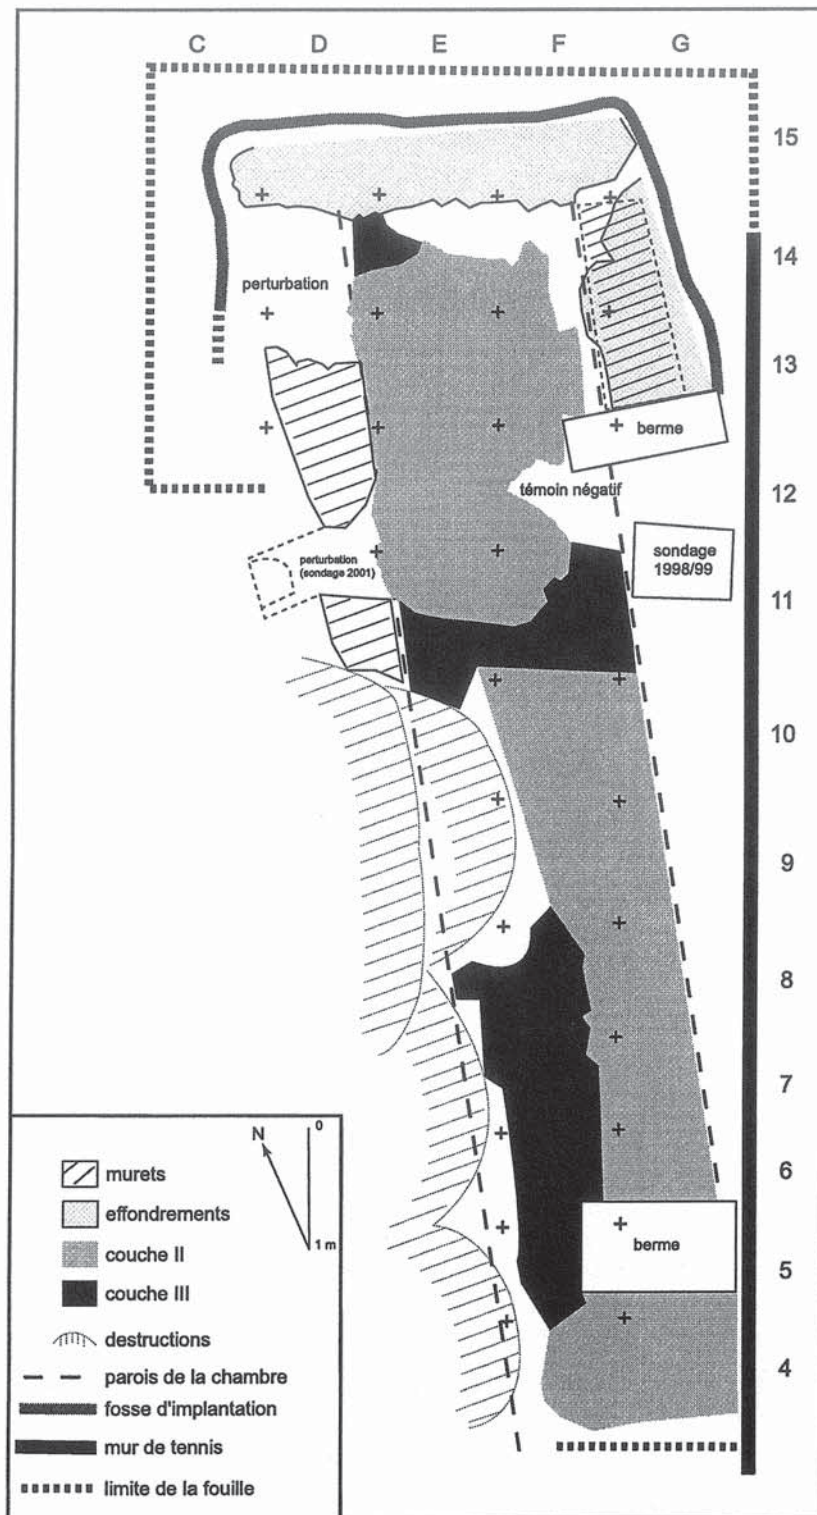 C D E F G
15
14
perturbation
13
berme
12
témoin négatif
perturbation
(sondage 2001)
sondage
1998/99
11
10
9
8
7
6
berme
5
4
N
0
1 m
murets
effondrements
couche II
couche III
destructions
parois de la chambre
fosse d'implantation
mur de tennis
limite de la fouille